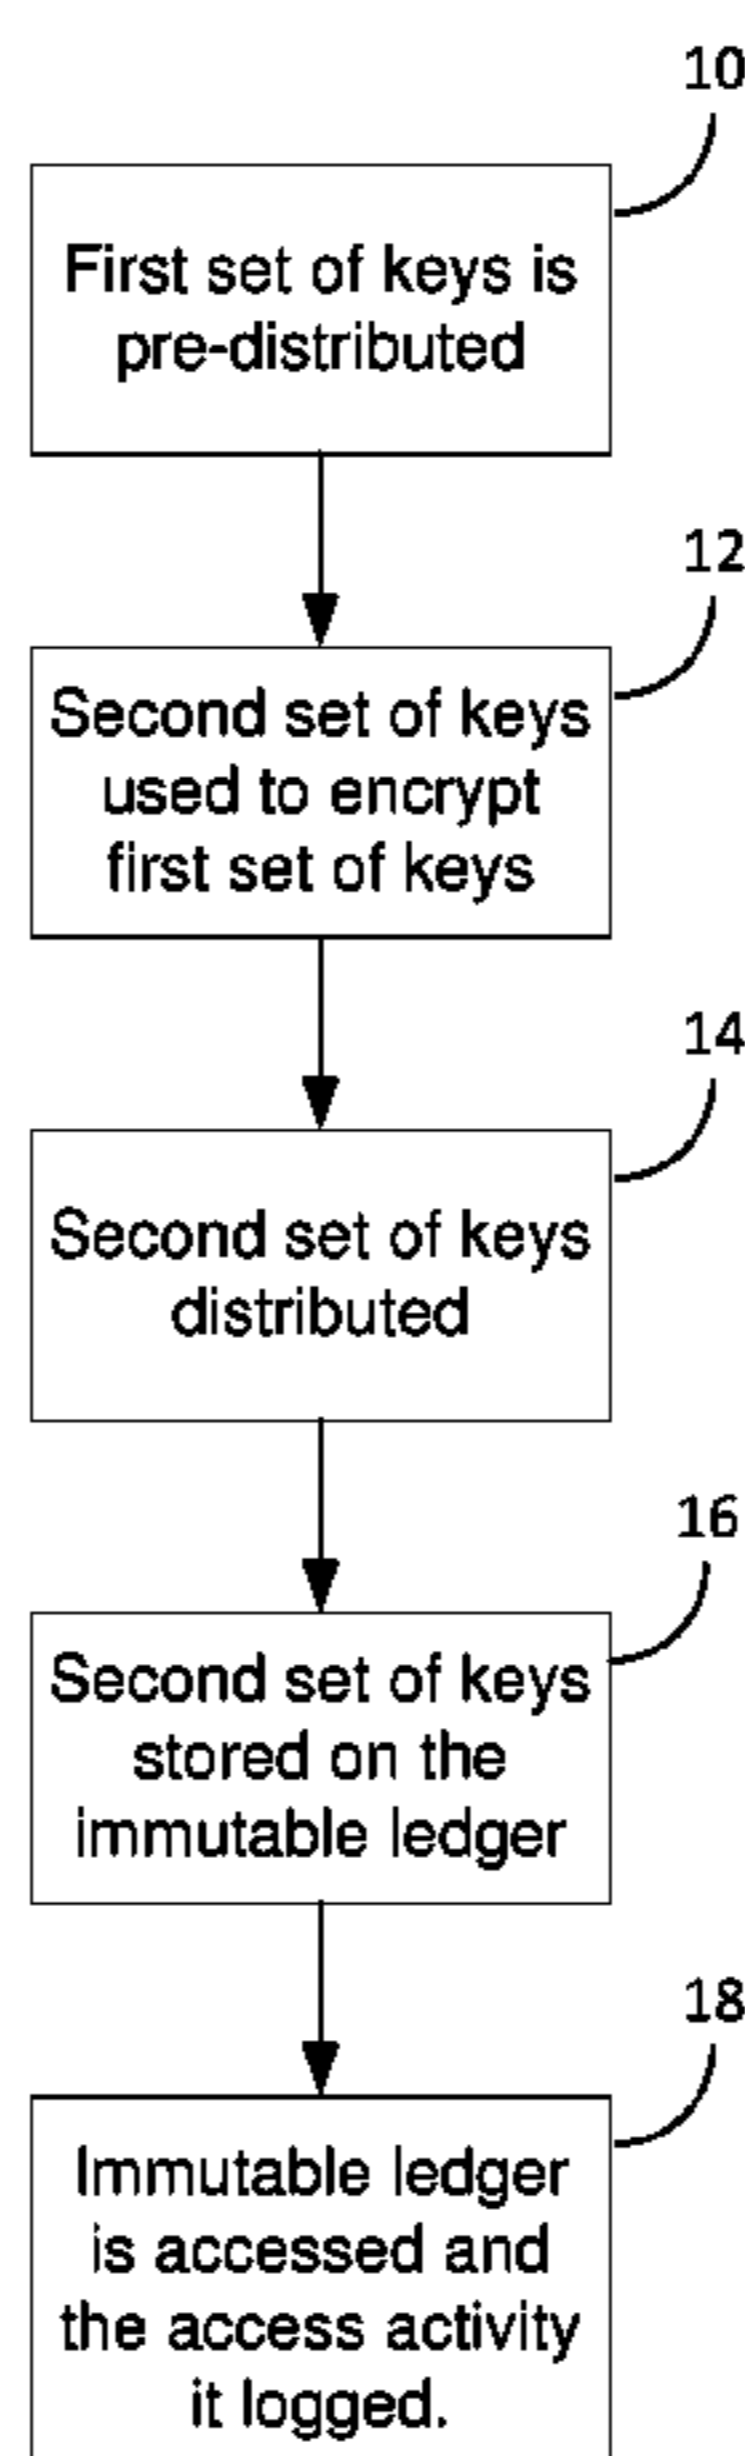 10
First set of keys is
pre-distributed
12
Second set of keys
used to encrypt
first set of keys
14
Second set of keys
distributed
16
Second set of keys
stored on the
immutable ledger
18
Immutable ledger
is accessed and
the access activity
it logged.